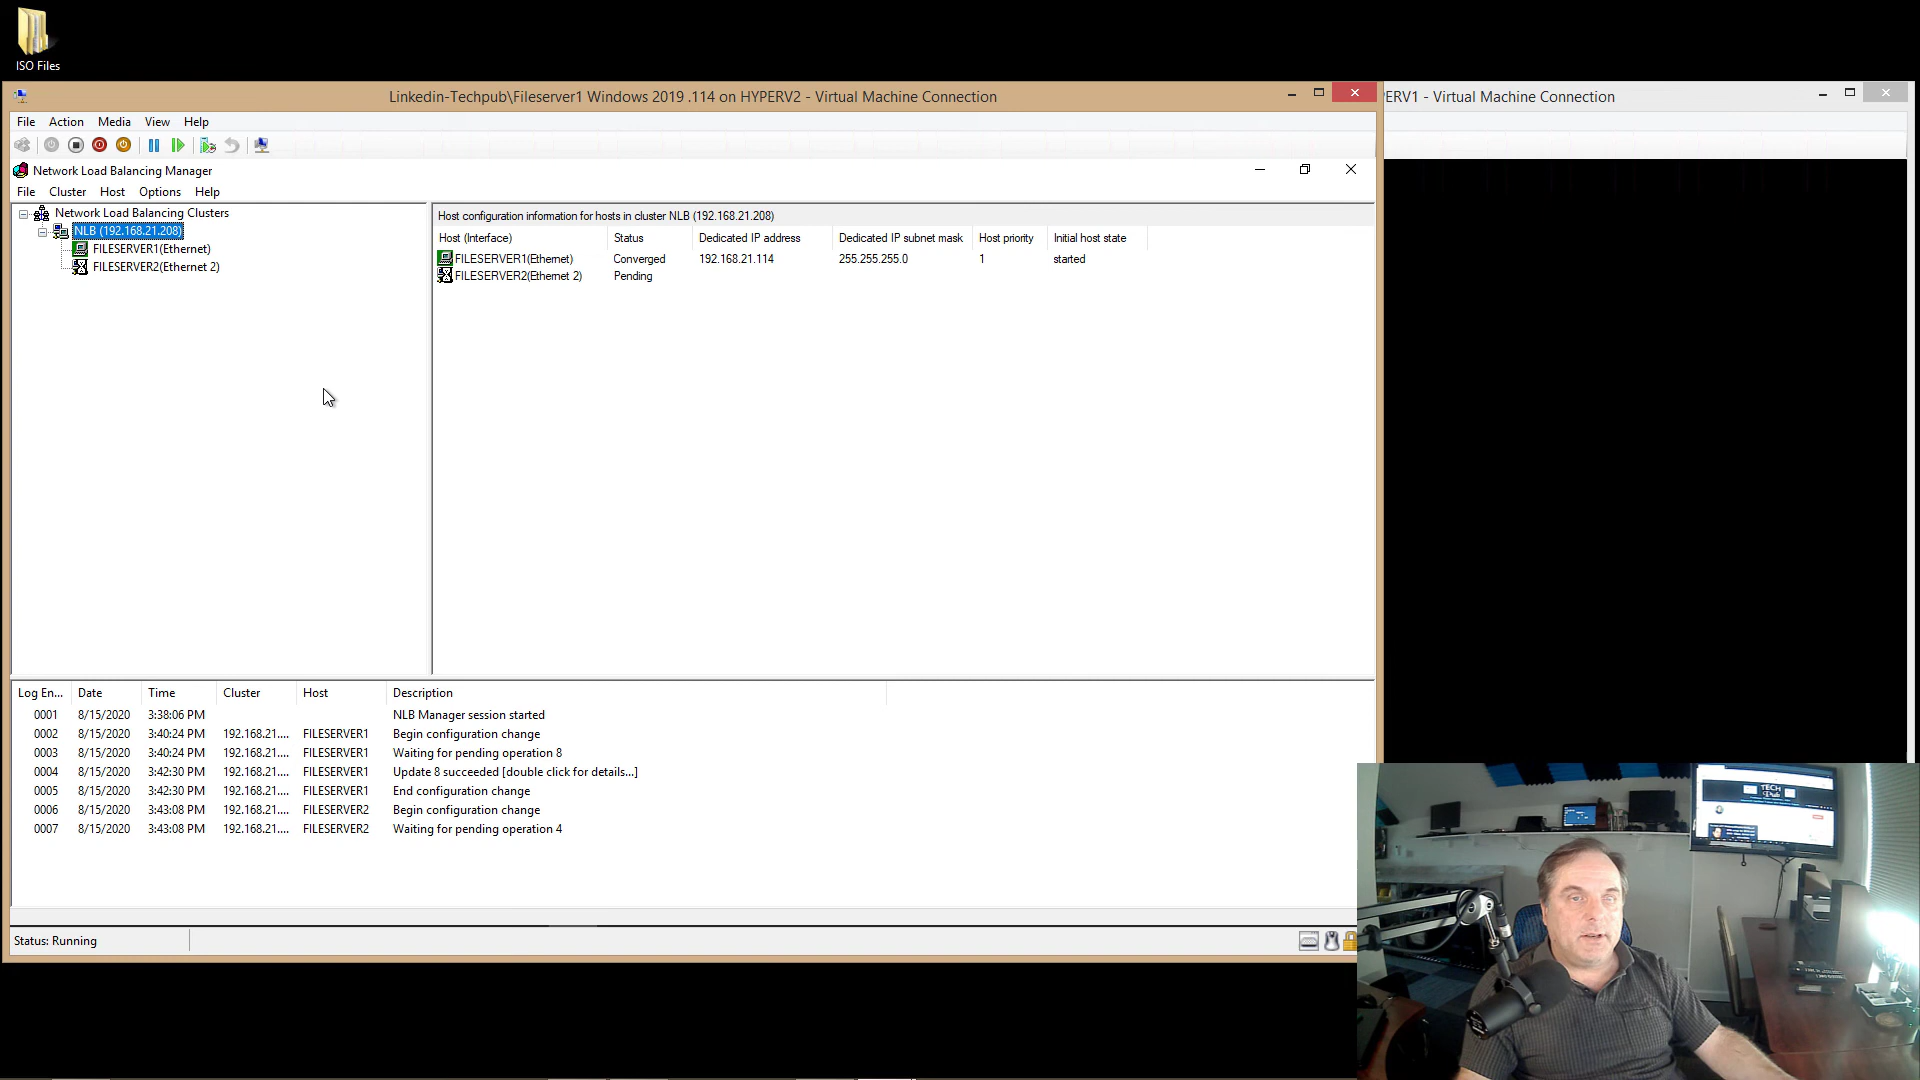 ISO Files
Linkedin-Techpub\Fileserver1 Windows 2019 .114 on HYPERV2 - Virtual Machine Connection
ERV1 - Virtual Machine Connection
File Action Media View Help
Network Load Balancing Manager
File Cluster Host Options Help
Network Load Balancing Clusters
NLB (192.168.21.208)
FILESERVER1(Ethernet)
FILESERVER2(Ethernet 2)
Host configuration information for hosts in cluster NLB (192.168.21.208)
Host (Interface) Status Dedicated IP address Dedicated IP subnet mask Host priority Initial host state
FILESERVER1(Ethernet) Converged 192.168.21.114 255.255.255.0 1 started
FILESERVER2(Ethernet 2) Pending
Log En... Date Time Cluster Host Description
0001 8/15/2020 3:38:06 PM NLB Manager session started
0002 8/15/2020 3:40:24 PM 192.168.21.... FILESERVER1 Begin configuration change
0003 8/15/2020 3:40:24 PM 192.168.21.... FILESERVER1 Waiting for pending operation 8
0004 8/15/2020 3:42:30 PM 192.168.21.... FILESERVER1 Update 8 succeeded [double click for details...]
0005 8/15/2020 3:42:30 PM 192.168.21.... FILESERVER1 End configuration change
0006 8/15/2020 3:43:08 PM 192.168.21.... FILESERVER2 Begin configuration change
0007 8/15/2020 3:43:08 PM 192.168.21.... FILESERVER2 Waiting for pending operation 4
Status: Running
TECH
Pub